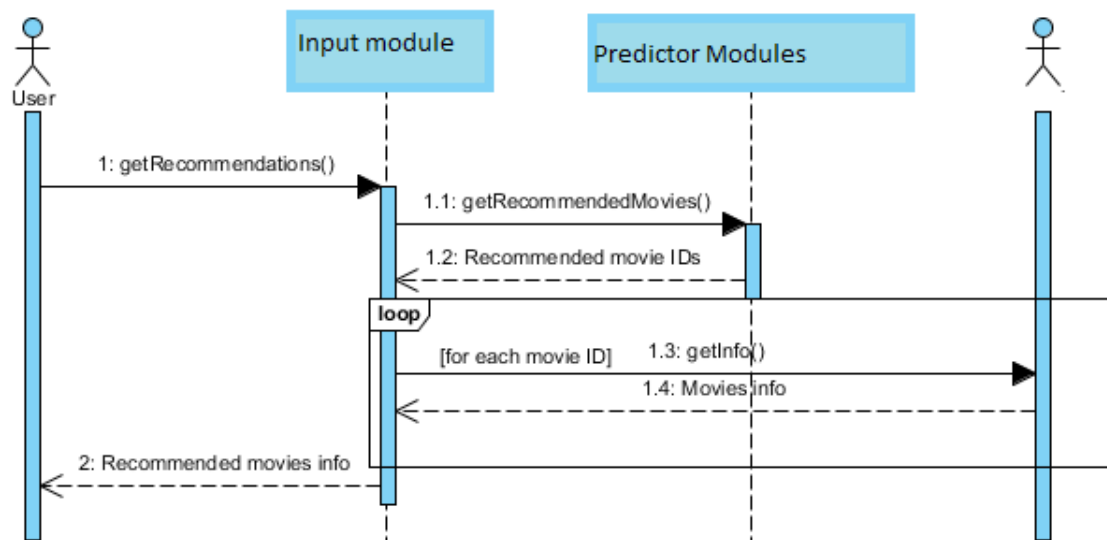 Input module
Predictor Modules
User
1: getRecommendations()
1.1: getRecommendedMovies()
1.2: Recommended movie IDs
loop
[for each movie ID]
1.3: getInfo()
1.4: Movies info
2: Recommended movies info